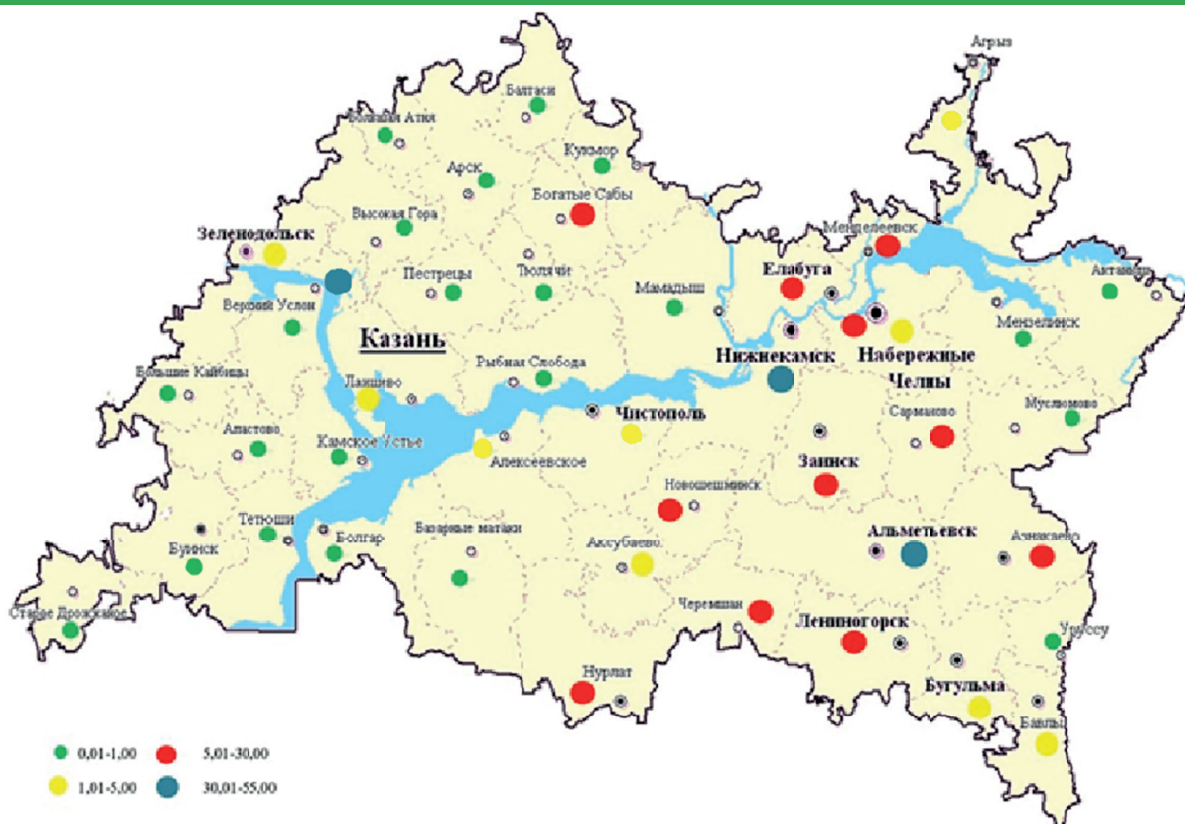 Агрыз
Балтаси
Большая Атня
Кукмор
Арск
Богатые Сабы
Высокая Гора
Менделеевск
Зеленодольск
Тюлячи
Елабуга
Пестрецы
Актаныш
Мамадыш
Верхний Услон
Мензелинск
Казань
Нижнекамск
Набережные
Челны
Рыбная Слобода
Большие Кайбицы
Лаишево
Муслюмово
Чистополь
Сарманово
Апастово
Камское Устье
Алексеевское
Заинск
Новошешминск
Тетюши
Базарные матаки
Альметьевск
Азнакаево
Болгар
Аксубаево.
Буинск
Старое Дрожжаное
Черемшан
Лениногорск
Уруссу
Нурлат
Бугульма
Бавлы
0,01-1,00
5,01-30,00
1,01-5,00
30,01-55,00